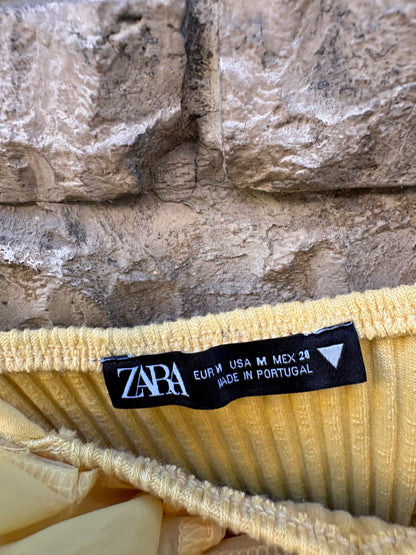 ZARA
EUR M USA M MEX 28
MADE IN PORTUGAL